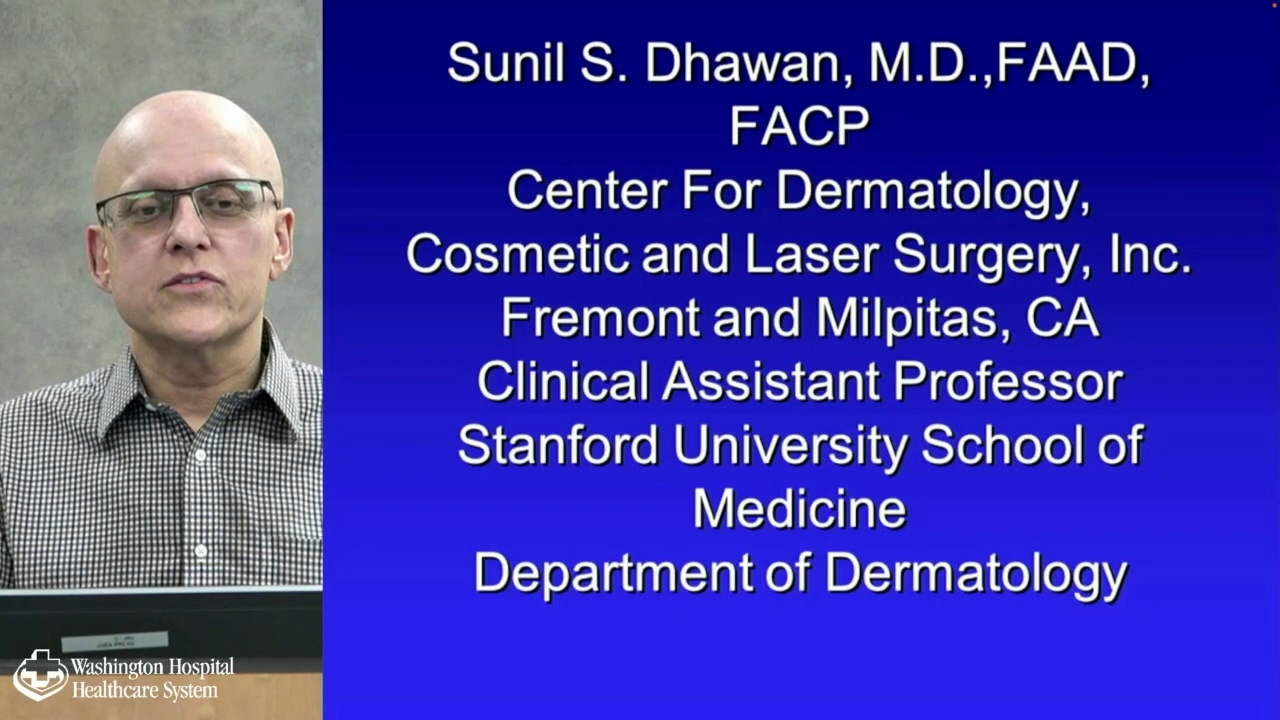 Sunil S. Dhawan, M.D.,FAAD,
FACP
Center For Dermatology,
Cosmetic and Laser Surgery, Inc.
Fremont and Milpitas, CA
Clinical Assistant Professor
Stanford University School of
Medicine
Department of Dermatology
Washington Hospital
Healthcare System